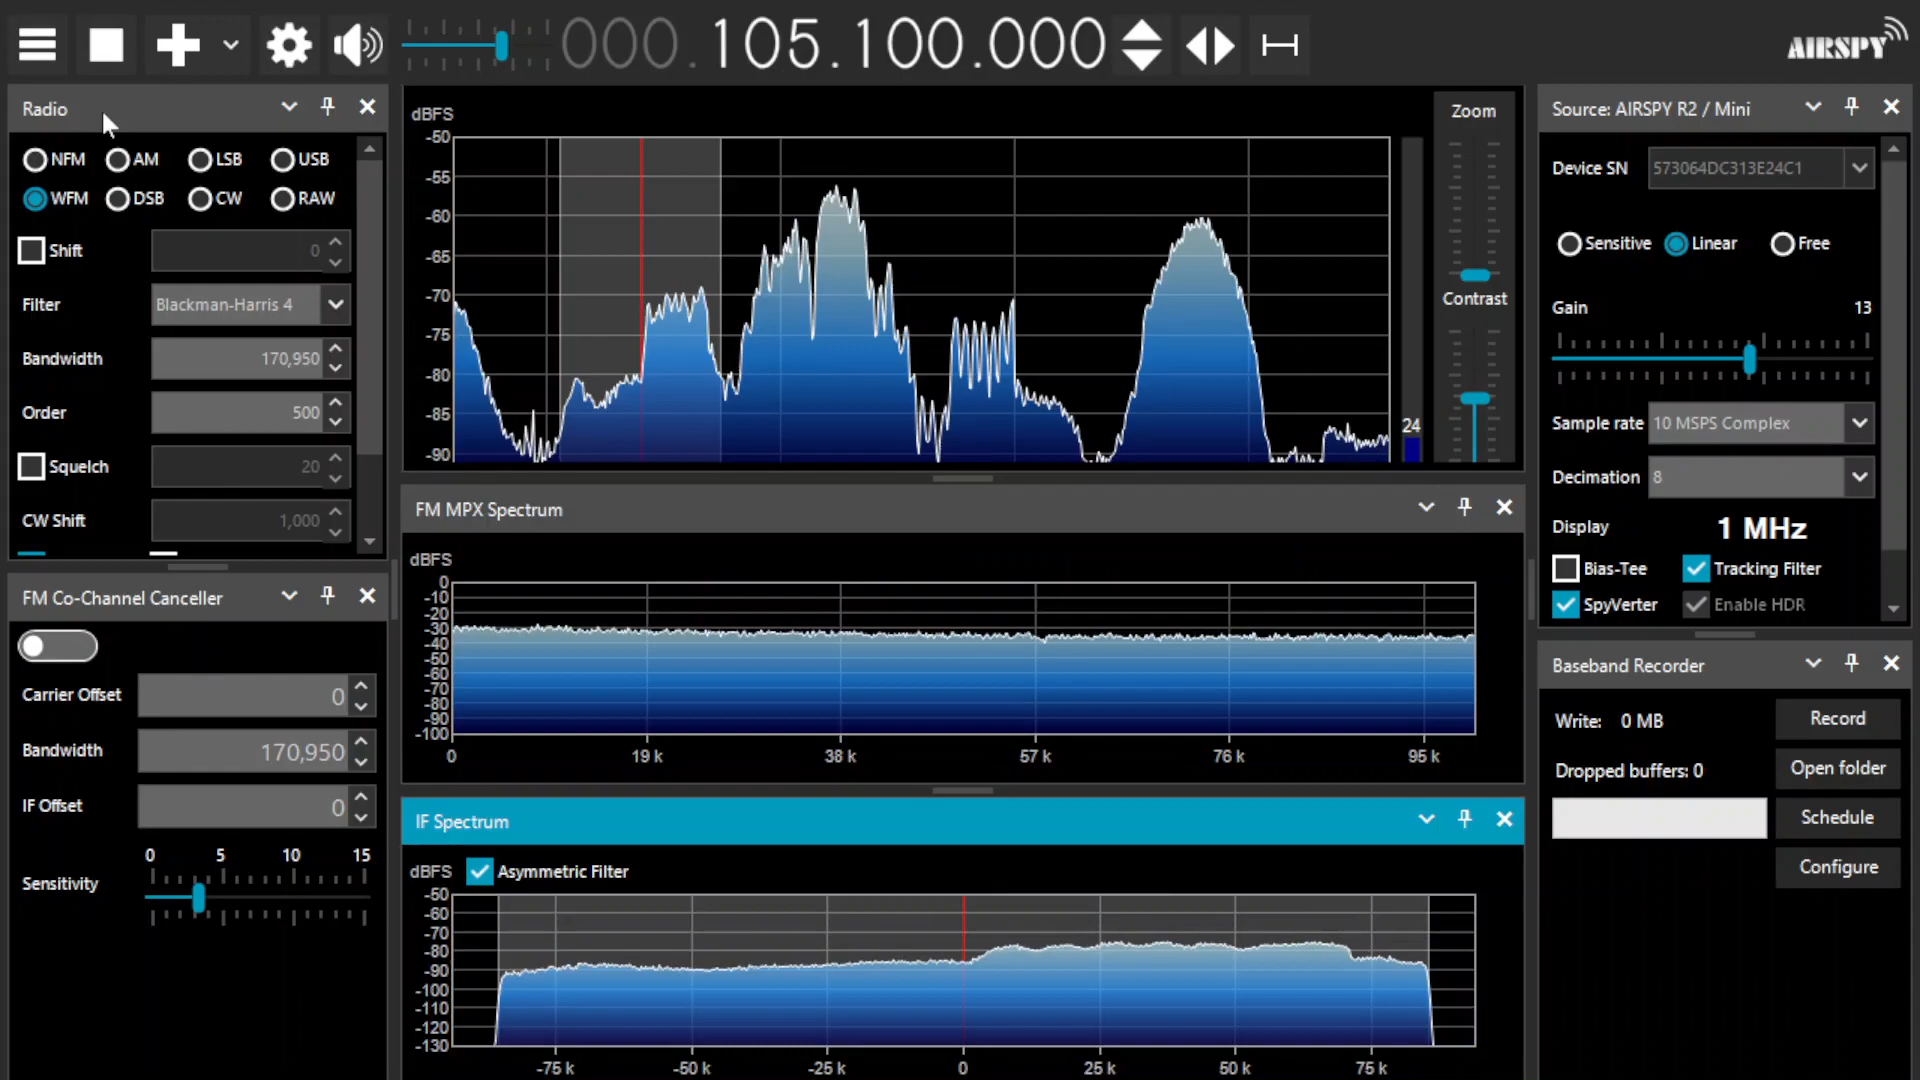 000.105.100.000
AIRSPY
Radio
NFM AM LSB USB
WFM DSB CW RAW
Shift 0
Filter Blackman-Harris 4
Bandwidth 170,950
Order 500
Squelch 20
CW Shift 1,000
FM Co-Channel Canceller
Carrier Offset 0
Bandwidth 170,950
IF Offset 0
0 5 10 15
Sensitivity
dBFS
-50
-55
-60
-65
-70
-75
-80
-85
-90
24
Zoom
Contrast
FM MPX Spectrum
dBFS
0
-10
-20
-30
-40
-50
-60
-70
-80
-90
-100
0 19 k 38 k 57 k 76 k 95 k
IF Spectrum
dBFS Asymmetric Filter
-50
-60
-70
-80
-90
-100
-110
-120
-130
-75 k -50 k -25 k 0 25 k 50 k 75 k
Source: AIRSPY R2 / Mini
Device SN 573064DC313E24C1
Sensitive Linear Free
Gain 13
Sample rate 10 MSPS Complex
Decimation 8
Display 1 MHz
Bias-Tee Tracking Filter
SpyVerter Enable HDR
Baseband Recorder
Write: 0 MB Record
Dropped buffers: 0 Open folder
Schedule
Configure